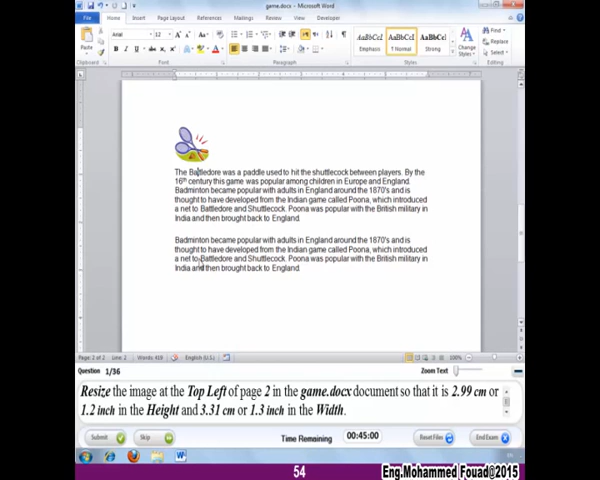 game.docx - Microsoft Word
File Home Insert Page Layout References Mailings Review View Developer
Arial 12
AaBbCcI AaBbCcI AaBbCcI
Paste
Emphasis ¶ Normal Strong
Change Styles
Find
Replace
Select
Clipboard Font Paragraph Styles Editing
The Battledore was a paddle used to hit the shuttlecock between players. By the
16th century this game was popular among children in Europe and England.
Badminton became popular with adults in England around the 1870's and is
thought to have developed from the Indian game called Poona, which introduced
a net to Battledore and Shuttlecock. Poona was popular with the British military in
India and then brought back to England.
Badminton became popular with adults in England around the 1870's and is
thought to have developed from the Indian game called Poona, which introduced
a net to Battledore and Shuttlecock. Poona was popular with the British military in
India and then brought back to England.
Page: 2 of 2 Line: 2 Words: 419 English (U.S.) 100%
Question 1/36 Zoom Text
Resize the image at the Top Left of page 2 in the game.docx document so that it is 2.99 cm or
1.2 inch in the Height and 3.31 cm or 1.3 inch in the Width.
Submit Skip Time Remaining 00:45:00 Reset Files End Exam
54
Eng.Mohammed Fouad@2015